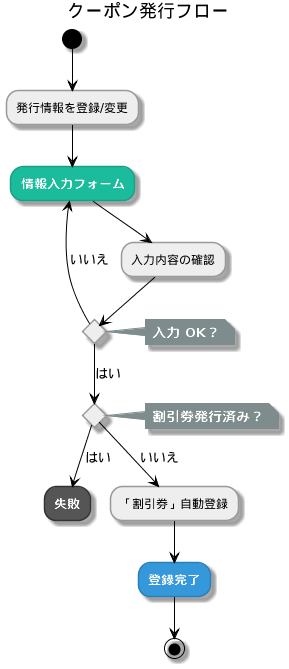 クーポン発行フロー
発行情報を登録/変更
情報入力フォーム
いいえ
入力内容の確認
入力 OK？
はい
割引券発行済み？
はい
いいえ
失敗
「割引券」自動登録
登録完了